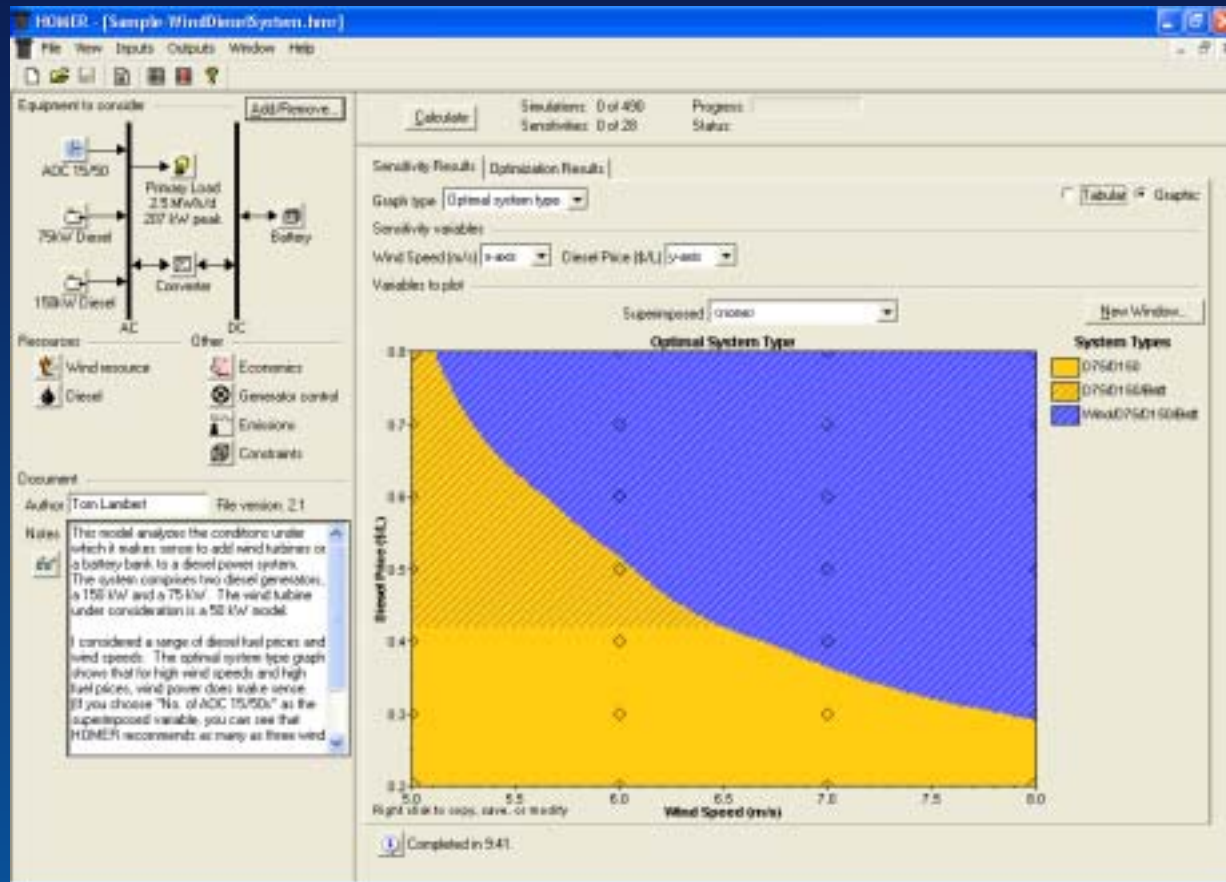 HOMER - [Sample-WindDieselSystem.hmr]
File View Inputs Outputs Window Help
Equipment to consider
Add/Remove...
AOC 15/50
Primary Load
2.5 MWh/d
207 kW peak
75kW Diesel
Battery
Converter
150kW Diesel
AC
DC
Resources
Other
Wind resource
Economics
Diesel
Generator control
Emissions
Constraints
Document
Author Tom Lambert
File version: 2.1
Notes
This model analyzes the conditions under
which it makes sense to add wind turbines or
a battery bank to a diesel power system.
The system comprises two diesel generators,
a 150 kW and a 75 kW. The wind turbine
under consideration is a 50 kW model.
I considered a range of diesel fuel prices and
wind speeds. The optimal system type graph
shows that for high wind speeds and high
fuel prices, wind power does make sense.
If you choose "No. of AOC 15/50s" as the
superimposed variable, you can see that
HOMER recommends as many as three wind
Calculate
Simulations: 0 of 490
Progress:
Sensitivities: 0 of 28
Status:
Sensitivity Results
Optimization Results
Graph type Optimal system type
Tabular
Graphic
Sensitivity variables
Wind Speed (m/s) x-axis
Diesel Price ($/L) y-axis
Variables to plot
Superimposed <none>
New Window...
Optimal System Type
System Types
D75/D150
D75/D150/Batt
Wind/D75/D150/Batt
Diesel Price ($/L)
0.8
0.7
0.6
0.5
0.4
0.3
0.2
5.0 5.5 6.0 6.5 7.0 7.5 8.0
Wind Speed (m/s)
Right click to copy, save, or modify
Completed in 9:41.